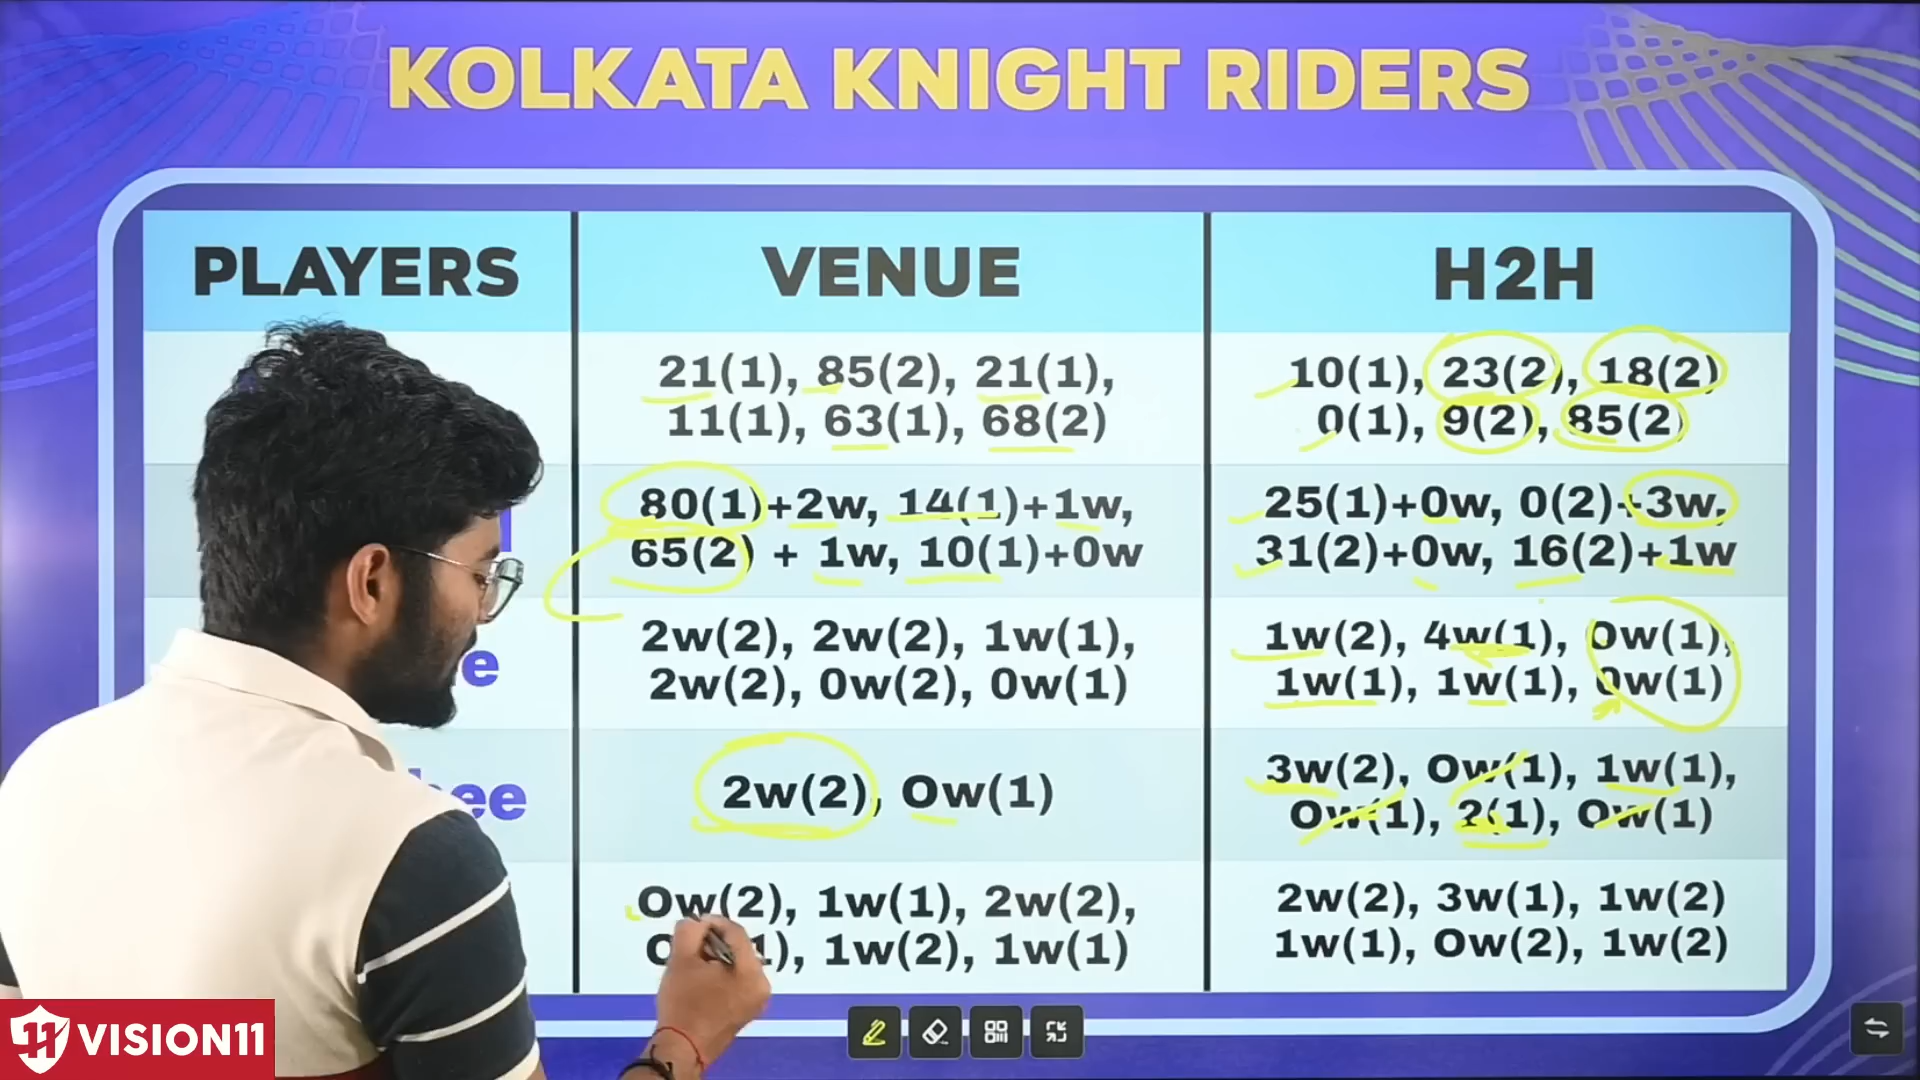 KOLKATA KNIGHT RIDERS
PLAYERS
VENUE
H2H
21(1), 85(2), 21(1),
11(1), 63(1), 68(2)
10(1), 23(2), 18(2)
0(1), 9(2), 85(2)
80(1)+2w, 14(1)+1w,
65(2) + 1w, 10(1)+0w
25(1)+0w, 0(2)+3w,
31(2)+0w, 16(2)+1w
2w(2), 2w(2), 1w(1),
2w(2), 0w(2), 0w(1)
1w(2), 4w(1), 0w(1),
1w(1), 1w(1), 0w(1)
2w(2), 0w(1)
3w(2), 0w(1), 1w(1),
0w(1), 2(1), 0w(1)
0w(2), 1w(1), 2w(2),
1w(2), 1w(1)
2w(2), 3w(1), 1w(2)
1w(1), 0w(2), 1w(2)
VISION11